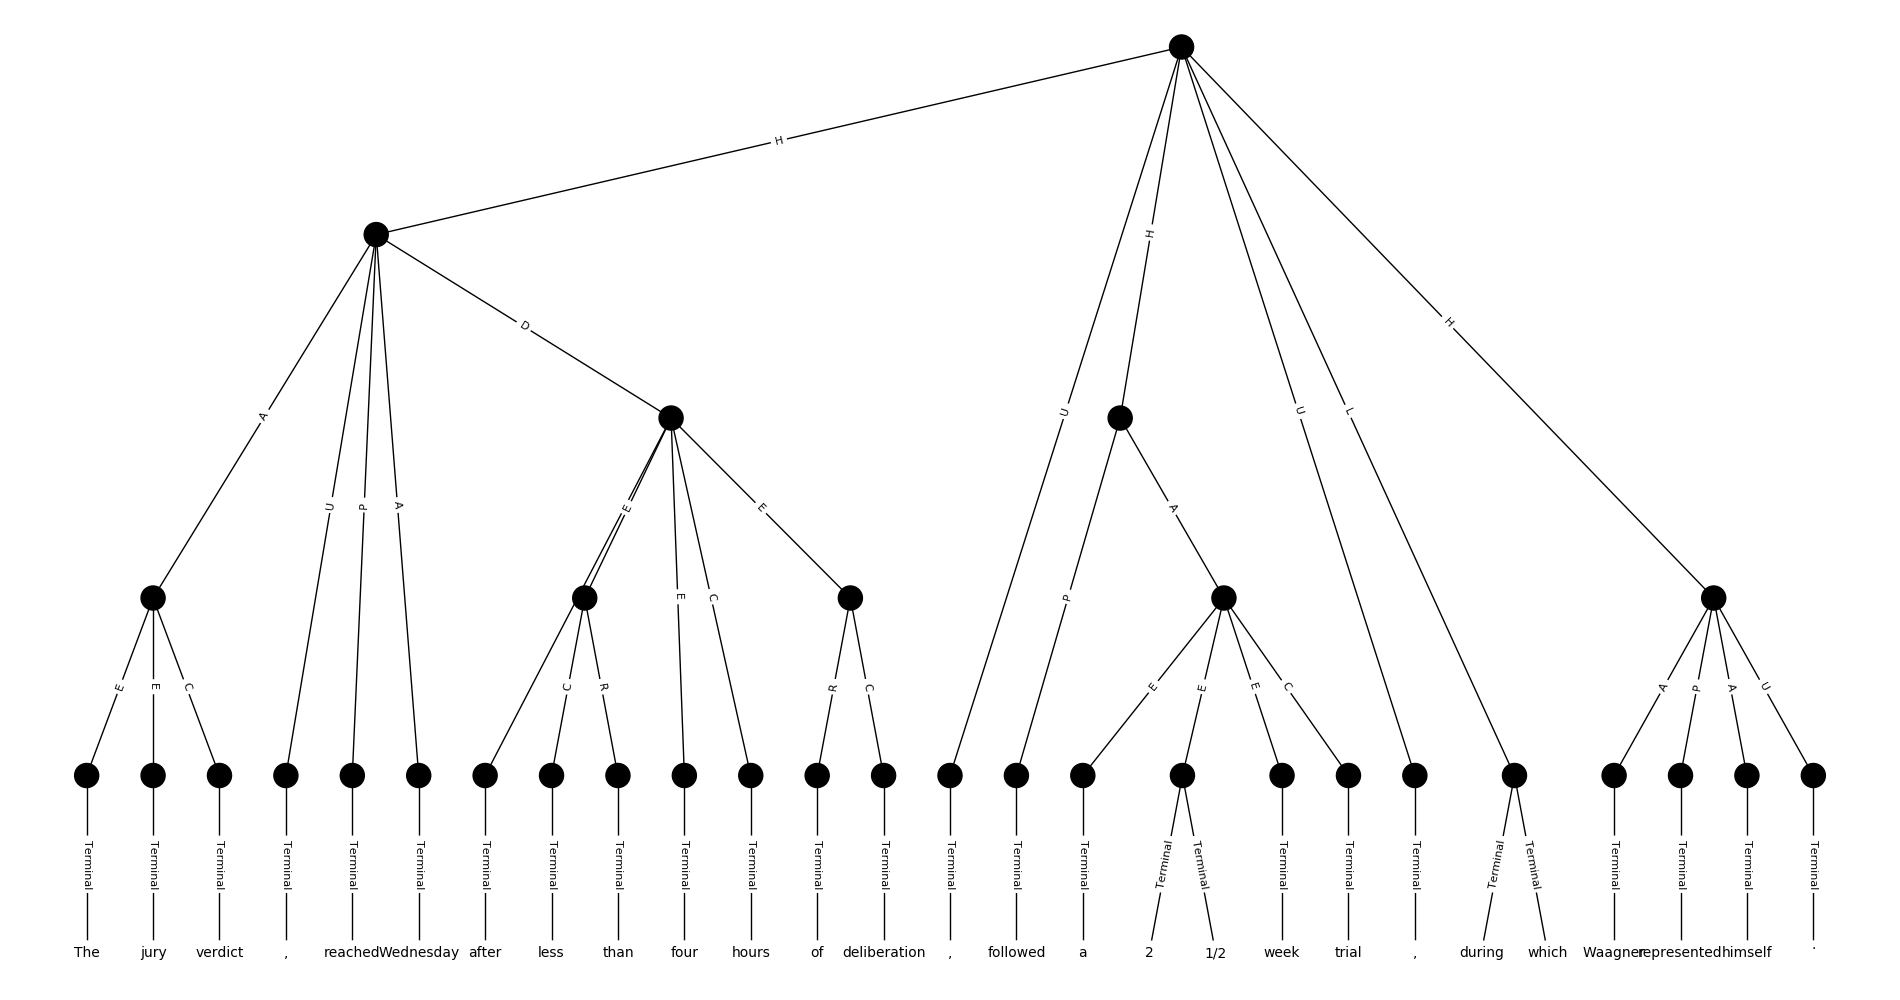 H
H
D
H
A
U
U
L
U
P
A
E
E
A
E
P
C
E
E
C
C
R
R
C
E
E
E
C
A
P
A
U
Terminal Terminal Terminal Terminal Terminal Terminal Terminal Terminal Terminal Terminal Terminal Terminal Terminal Terminal Terminal Terminal Terminal Terminal Terminal Terminal Terminal Terminal Terminal Terminal Terminal Terminal Terminal
The jury verdict , reached Wednesday after less than four hours of deliberation , followed a 2 1/2 week trial , during which Waagner represented himself .